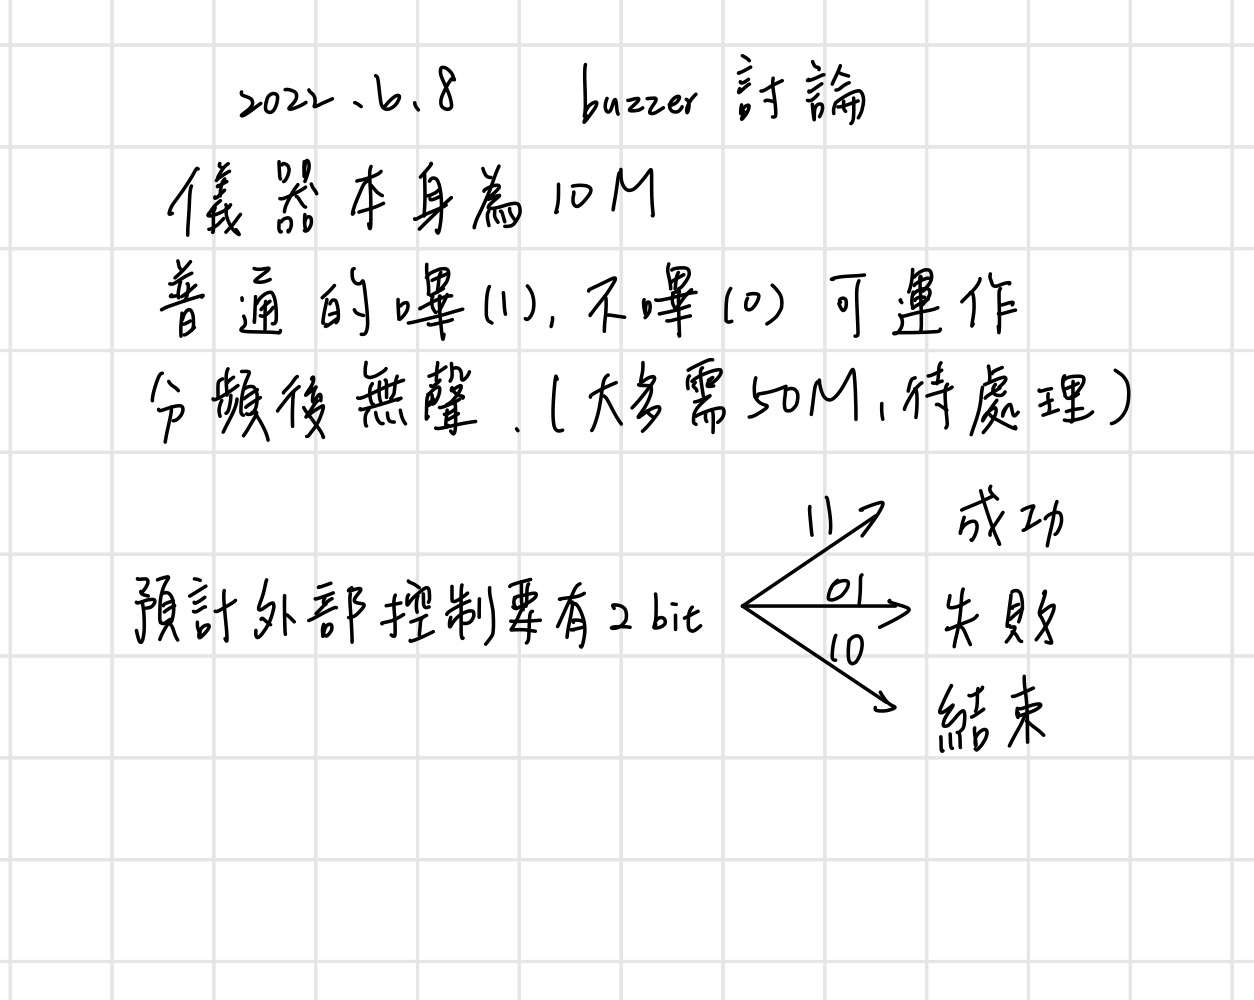 2022.6.8 buzzer 討論
儀器本身為10M
普通的嗶(1),不嗶(0)可運作
分頻後無聲.(大多需50M,待處理)
11 成功
預計外部控制要有2bit 01 失敗
10 結束